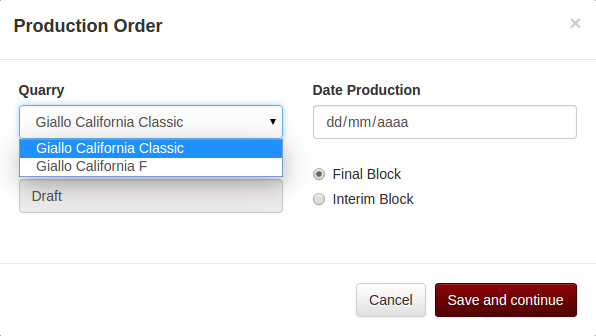 Production Order
×
Quarry
Date Production
Giallo California Classic
dd/mm/aaaa
Giallo California Classic
Giallo California F
Final Block
Draft
Interim Block
Cancel
Save and continue